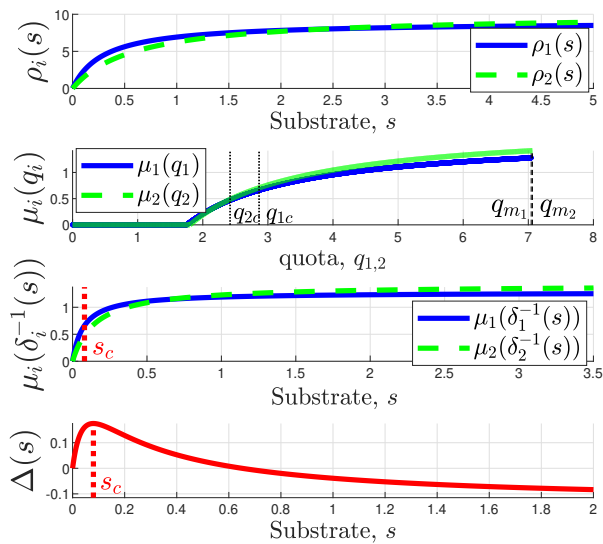 10
5
0
ρᵢ(s)
ρ₁(s)
ρ₂(s)
0 0.5 1 1.5 2 2.5 3 3.5 4 4.5 5
Substrate, s
1
0.5
0
μᵢ(qᵢ)
μ₁(q₁)
μ₂(q₂)
q₂c q₁c
qₘ₁ qₘ₂
0 1 2 3 4 5 6 7 8
quota, q₁,₂
1
0.5
0
μᵢ(δᵢ⁻¹(s))
s_c
μ₁(δ₁⁻¹(s))
μ₂(δ₂⁻¹(s))
0 0.5 1 1.5 2 2.5 3 3.5
Substrate, s
0.1
0
-0.1
Δ(s)
s_c
0 0.2 0.4 0.6 0.8 1 1.2 1.4 1.6 1.8 2
Substrate, s